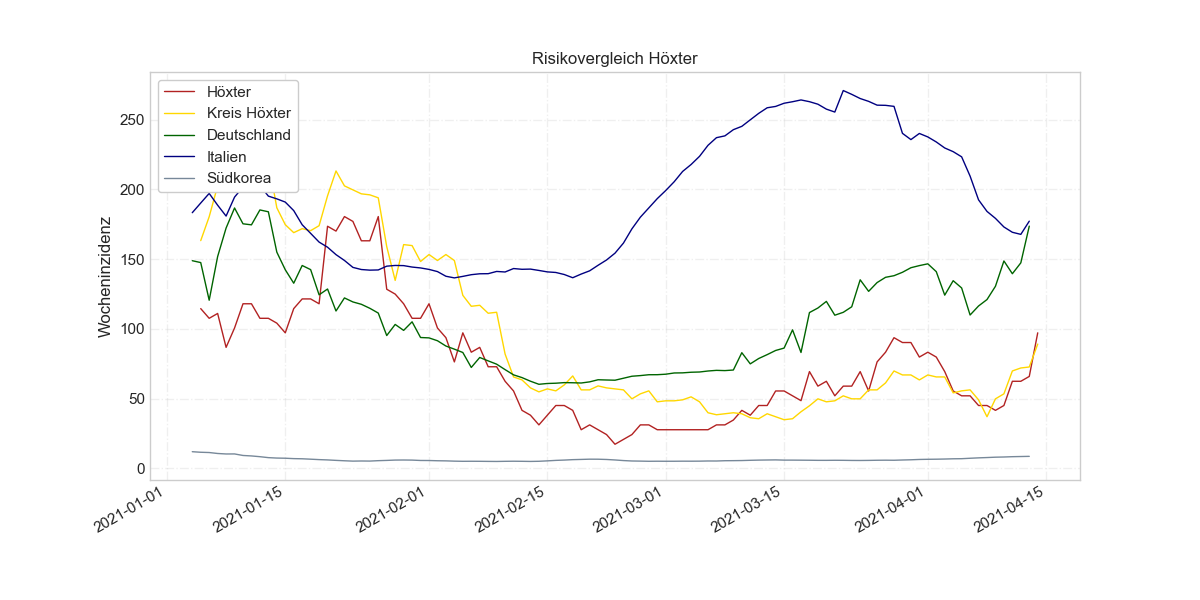 Risikovergleich Höxter
Höxter
Kreis Höxter
Deutschland
Italien
Südkorea
Wocheninzidenz
250
200
150
100
50
0
2021-01-01
2021-01-15
2021-02-01
2021-02-15
2021-03-01
2021-03-15
2021-04-01
2021-04-15